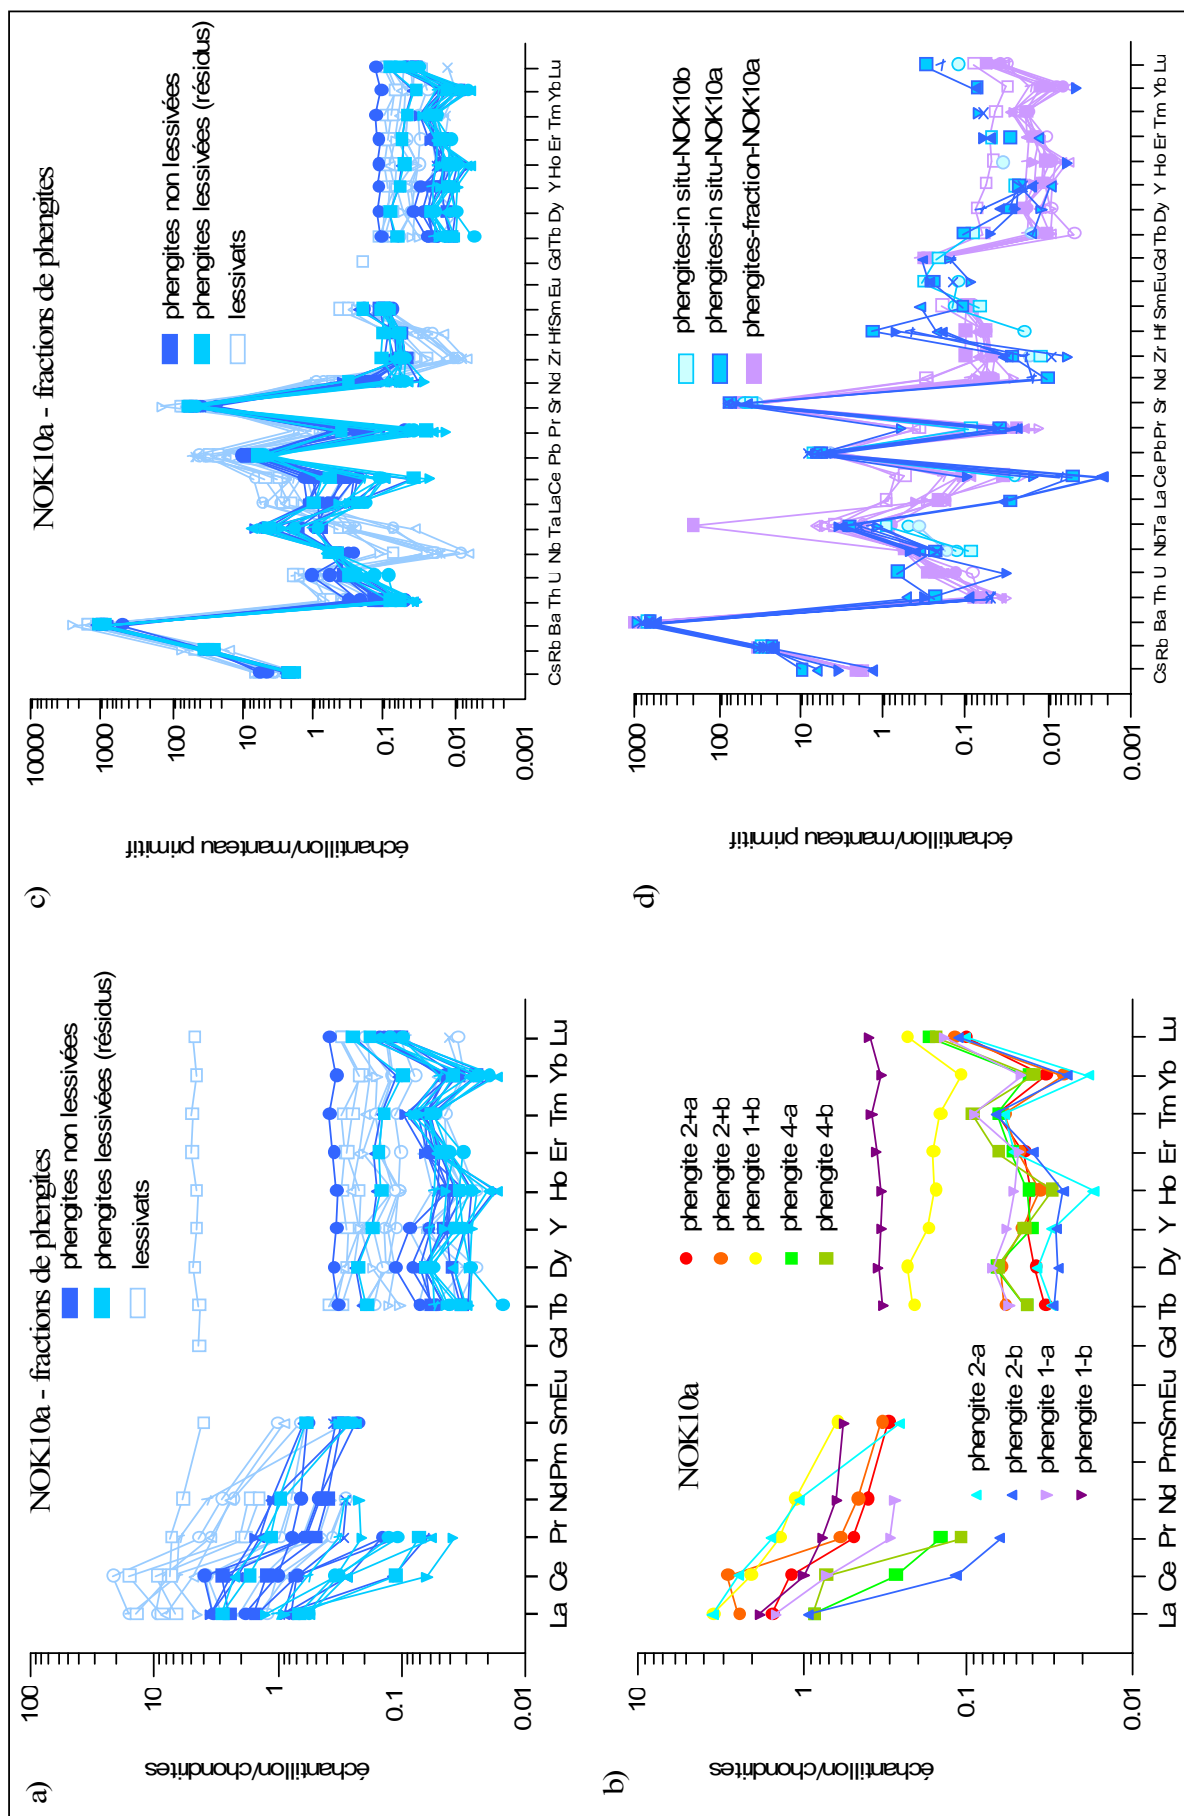 a)
NOK10a - fractions de phengites
phengites non lessivées
phengites lessivées (résidus)
lessivats
échantillon/chondrites
100
10
1
0.1
0.01
La Ce Pr Nd Pm Sm Eu Gd Tb Dy Y Ho Er Tm Yb Lu
b)
NOK10a
phengite 2+a
phengite 2+b
phengite 1+b
phengite 4-a
phengite 4-b
phengite 2-a
phengite 2-b
phengite 1-a
phengite 1-b
échantillon/chondrites
10
1
0.1
0.01
La Ce Pr Nd Pm Sm Eu Gd Tb Dy Y Ho Er Tm Yb Lu
c)
NOK10a - fractions de phengites
phengites non lessivées
phengites lessivées (résidus)
lessivats
échantillon/manteau primitif
10000
1000
100
10
1
0.1
0.01
0.001
Cs Rb Ba Th U Nb Ta La Ce Pb Pr Sr Nd Zr Hf Sm Eu Gd Tb Dy Y Ho Er Tm Yb Lu
d)
phengites-in situ-NOK10b
phengites-in situ-NOK10a
phengites-fraction-NOK10a
échantillon/manteau primitif
1000
100
10
1
0.1
0.01
0.001
Cs Rb Ba Th U Nb Ta La Ce Pb Pr Sr Nd Zr Hf Sm Eu Gd Tb Dy Y Ho Er Tm Yb Lu